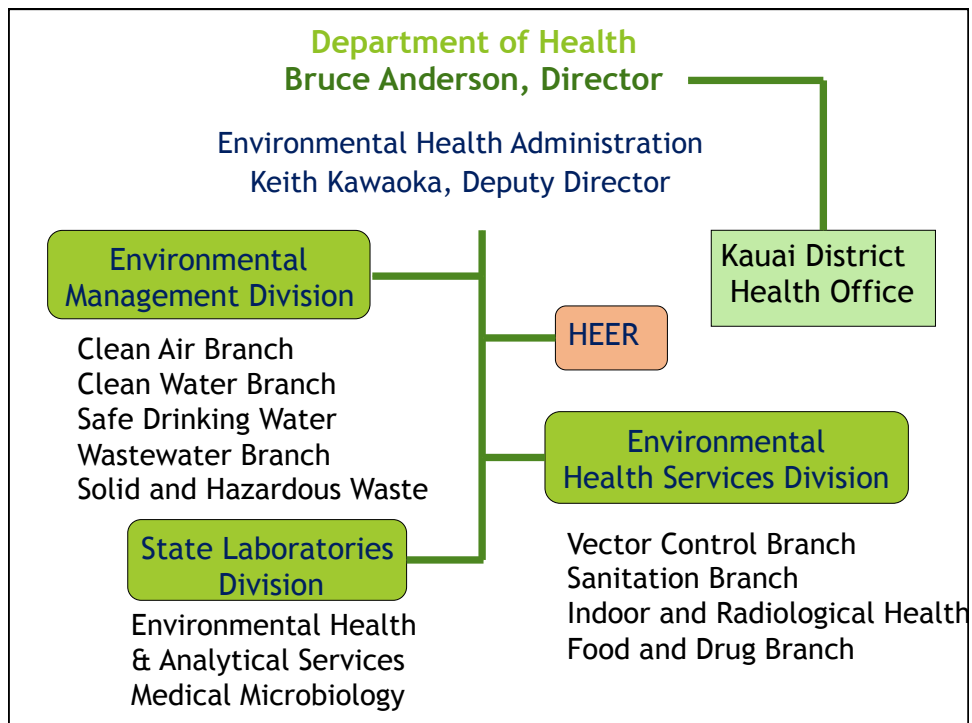 Department of Health
Bruce Anderson, Director
Environmental Health Administration
Keith Kawaoka, Deputy Director
Environmental
Management Division
Clean Air Branch
Clean Water Branch
Safe Drinking Water
Wastewater Branch
Solid and Hazardous Waste
State Laboratories
Division
Environmental Health
& Analytical Services
Medical Microbiology
Kauai District
Health Office
HEER
Environmental
Health Services Division
Vector Control Branch
Sanitation Branch
Indoor and Radiological Health
Food and Drug Branch